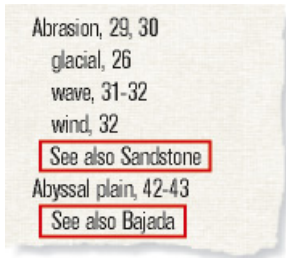 Abrasion, 29, 30
glacial, 26
wave, 31-32
wind, 32
See also Sandstone
Abyssal plain, 42-43
See also Bajada